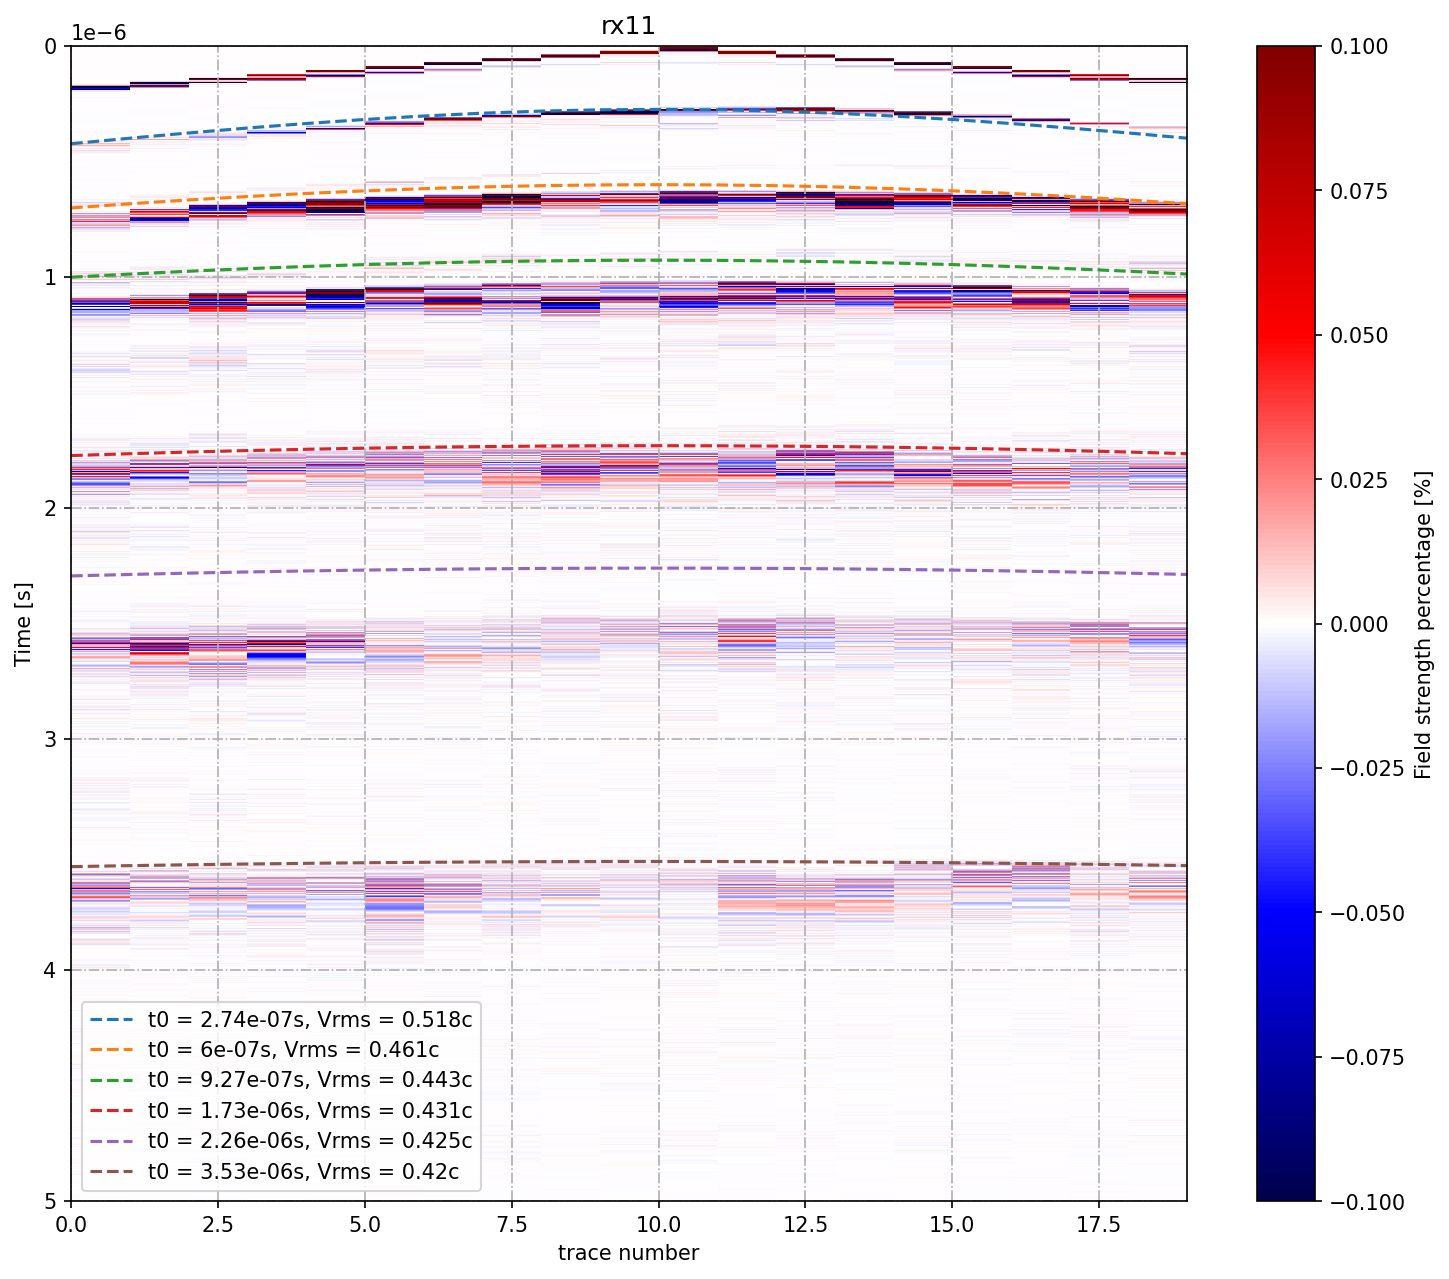 rx11
1e−6
0
1
2
3
4
5
Time [s]
0.0
2.5
5.0
7.5
10.0
12.5
15.0
17.5
trace number
t0 = 2.74e-07s, Vrms = 0.518c
t0 = 6e-07s, Vrms = 0.461c
t0 = 9.27e-07s, Vrms = 0.443c
t0 = 1.73e-06s, Vrms = 0.431c
t0 = 2.26e-06s, Vrms = 0.425c
t0 = 3.53e-06s, Vrms = 0.42c
0.100
0.075
0.050
0.025
0.000
−0.025
−0.050
−0.075
−0.100
Field strength percentage [%]